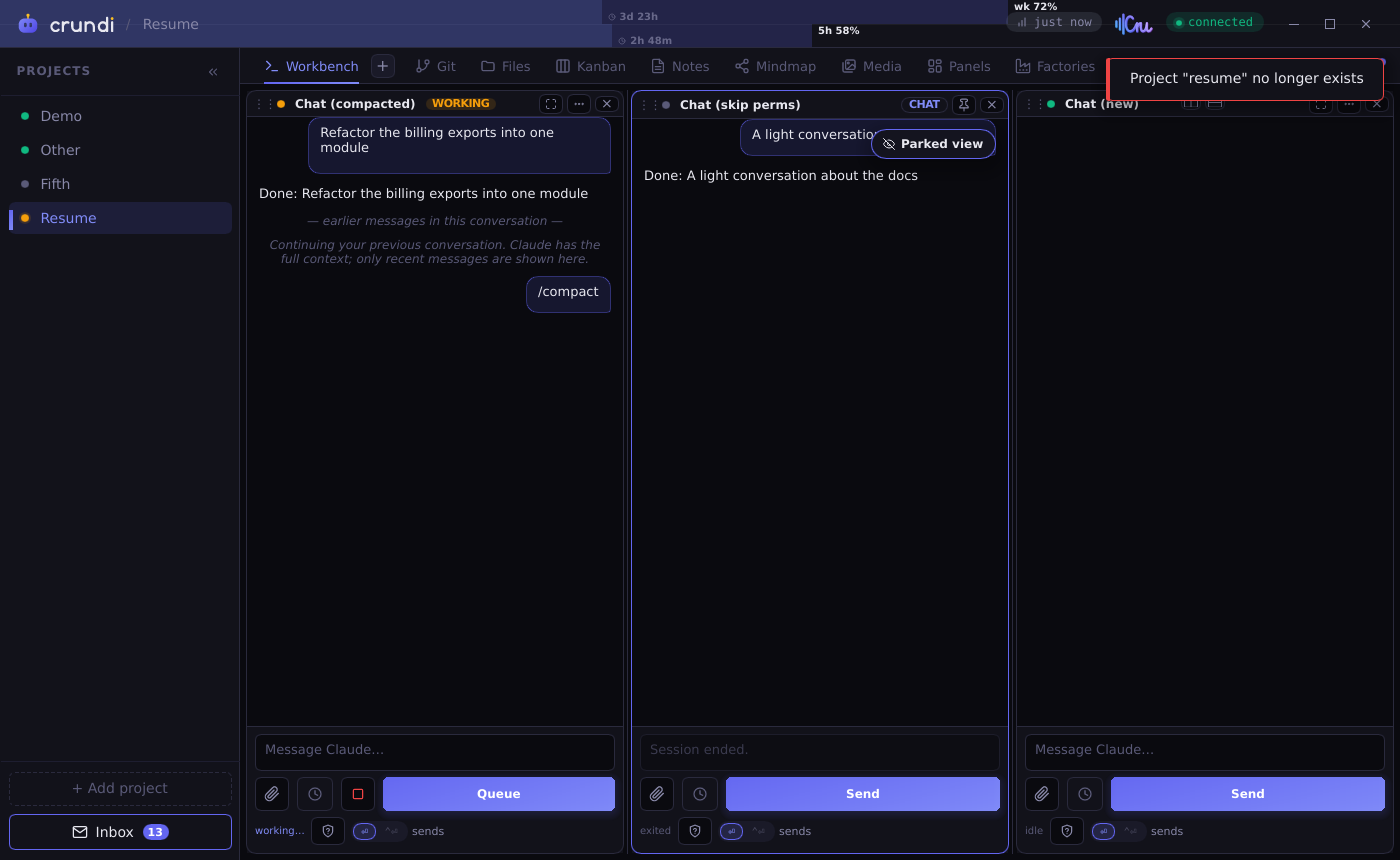 crundi / Resume
3d 23h
wk 72%
2h 48m
5h 58%
just now
Cru
connected
PROJECTS «
Demo
Other
Fifth
Resume
+ Add project
Inbox 13
Workbench + Git Files Kanban Notes Mindmap Media Panels Factories
Project "resume" no longer exists
Chat (compacted) WORKING
Refactor the billing exports into one
module
Done: Refactor the billing exports into one module
— earlier messages in this conversation —
Continuing your previous conversation. Claude has the
full context; only recent messages are shown here.
/compact
Message Claude...
Queue
working...
sends
Chat (skip perms) CHAT
A light conversation
Parked view
Done: A light conversation about the docs
Session ended.
Send
exited
sends
Chat (new)
Message Claude...
Send
idle
sends